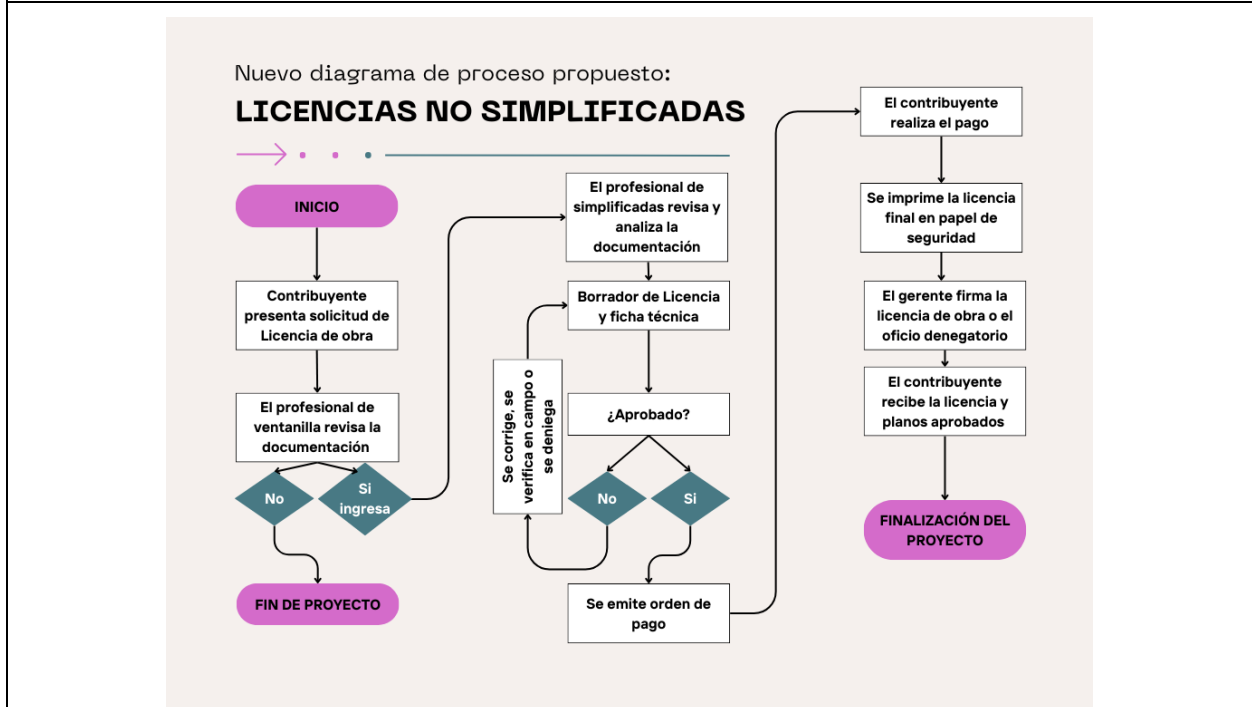 Nuevo diagrama de proceso propuesto:
LICENCIAS NO SIMPLIFICADAS
INICIO
Contribuyente
presenta solicitud de
Licencia de obra
El profesional de
ventanilla revisa la
documentación
No
Si
ingresa
FIN DE PROYECTO
El profesional de
simplificadas revisa y
analiza la
documentación
Borrador de Licencia
y ficha técnica
Se corrige, se
verifica en campo o
se deniega
¿Aprobado?
No
Si
Se emite orden de
pago
El contribuyente
realiza el pago
Se imprime la licencia
final en papel de
seguridad
El gerente firma la
licencia de obra o el
oficio denegatorio
El contribuyente
recibe la licencia y
planos aprobados
FINALIZACIÓN DEL
PROYECTO